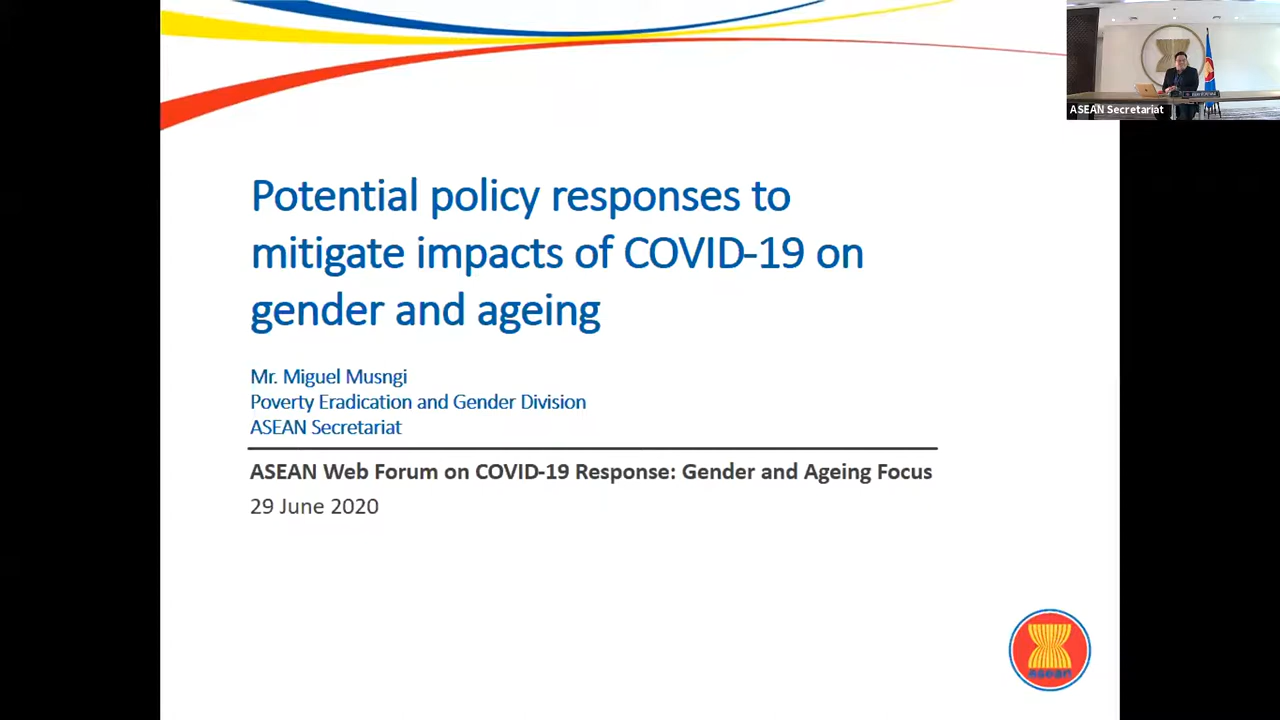 ASEAN Secretariat
Potential policy responses to
mitigate impacts of COVID-19 on
gender and ageing
Mr. Miguel Musngi
Poverty Eradication and Gender Division
ASEAN Secretariat
ASEAN Web Forum on COVID-19 Response: Gender and Ageing Focus
29 June 2020
asean